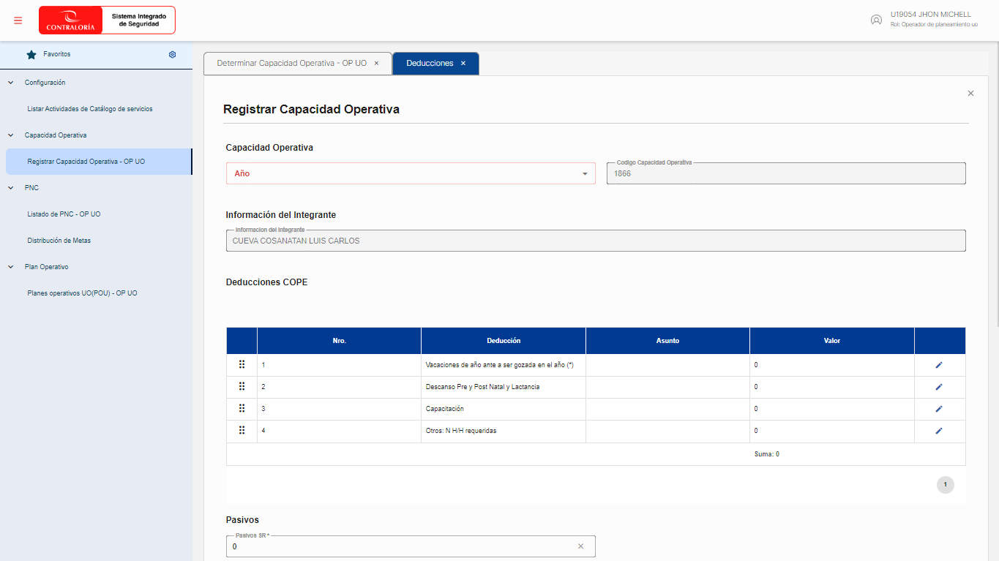 CONTRALORÍA
Sistema Integrado
de Seguridad
U19054 JHON MICHELL
Rol: Operador de planeamiento uo
Favoritos
Configuración
Listar Actividades de Catálogo de servicios
Capacidad Operativa
Registrar Capacidad Operativa - OP UO
PNC
Listado de PNC - OP UO
Distribución de Metas
Plan Operativo
Planes operativos UO(POU) - OP UO
Determinar Capacidad Operativa - OP UO
Deducciones
Registrar Capacidad Operativa
Capacidad Operativa
Año
Codigo Capacidad Operativa
1866
Información del Integrante
Informacion del Integrante
CUEVA COSANATAN LUIS CARLOS
Deducciones COPE
Nro. Deducción Asunto Valor
1 Vacaciones de año ante a ser gozada en el año (*) 0
2 Descanso Pre y Post Natal y Lactancia 0
3 Capacitación 0
4 Otros: N H/H requeridas 0
Suma: 0
1
Pasivos
Pasivos SR *
0